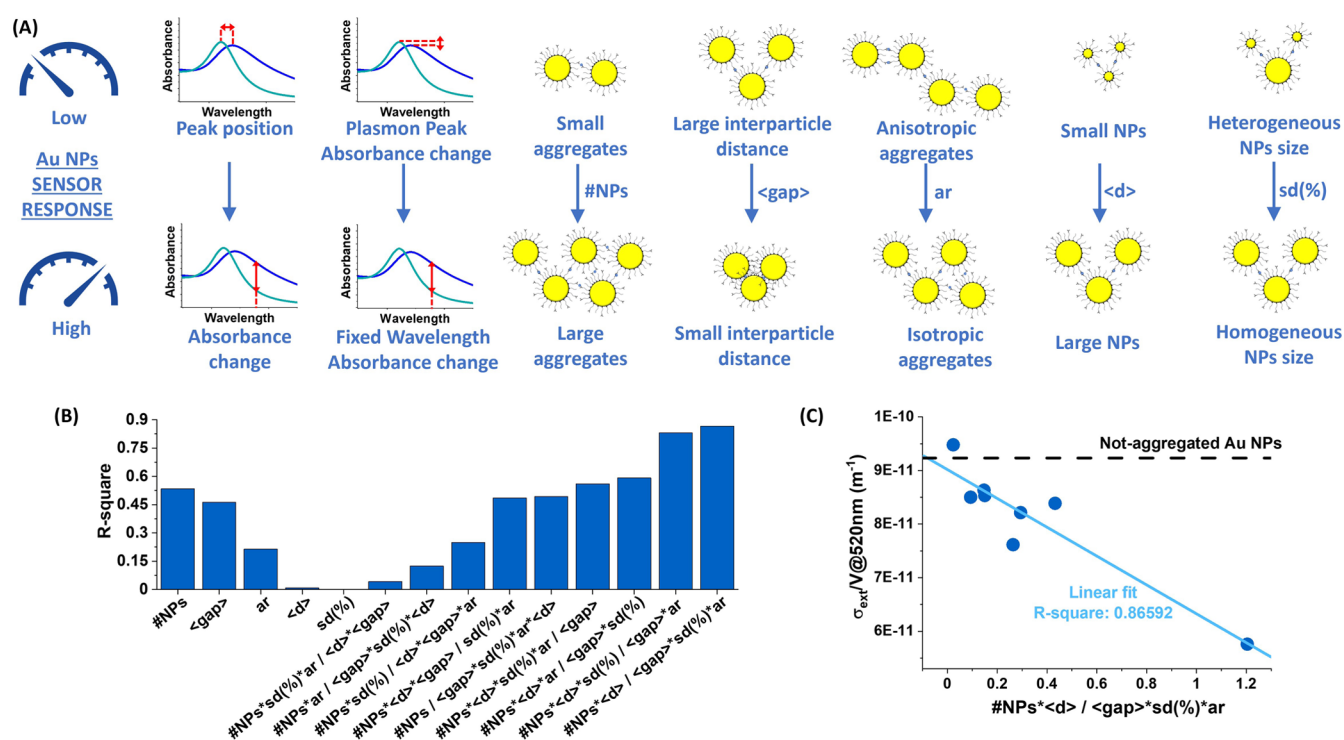 (A)
Low
Au NPs
SENSOR
RESPONSE
High
Absorbance
Wavelength
Peak position
Absorbance
Wavelength
Absorbance
change
Absorbance
Wavelength
Plasmon Peak
Absorbance change
Absorbance
Wavelength
Fixed Wavelength
Absorbance change
Small
aggregates
#NPs
Large
aggregates
Large interparticle
distance
<gap>
Small interparticle
distance
Anisotropic
aggregates
ar
Isotropic
aggregates
Small NPs
<d>
Large NPs
Heterogeneous
NPs size
sd(%)
Homogeneous
NPs size
(B)
R-square
0.9
0.75
0.6
0.45
0.3
0.15
0
#NPs
<gap>
ar
<d>
sd(%)
#NPs*sd(%)*ar / <d>*<gap>
#NPs*ar / <gap>*sd(%)*<d>
#NPs*sd(%) / <d>*<gap>*ar
#NPs*<d>*<gap> / sd(%)*ar
#NPs / <gap>*sd(%)*ar*<d>
#NPs*<d>*sd(%)*ar / <gap>
#NPs*<d>*ar / <gap>*sd(%)
#NPs*<d>*sd(%) / <gap>*ar
#NPs*<d> / <gap>*sd(%)*ar
(C)
σext/V@520nm (m⁻¹)
1E-10
9E-11
8E-11
7E-11
6E-11
Not-aggregated Au NPs
Linear fit
R-square: 0.86592
0
0.2
0.4
0.6
0.8
1
1.2
#NPs*<d> / <gap>*sd(%)*ar